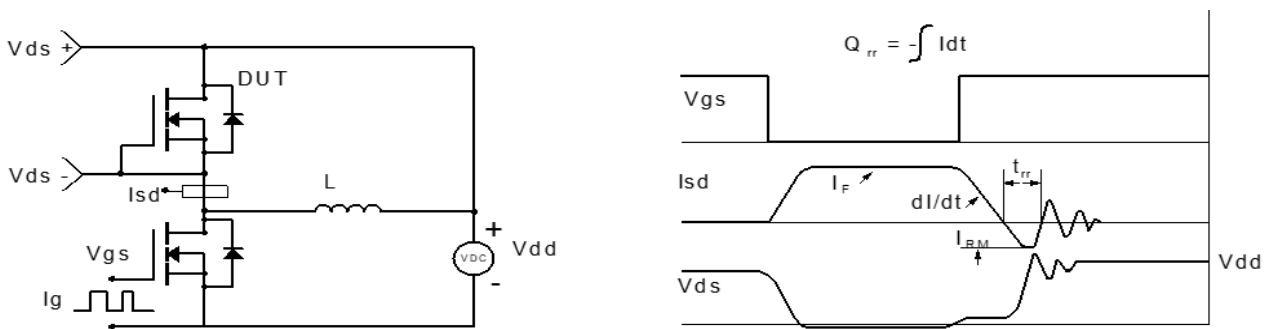 Vds +
DUT
Vds -
Isd
L
Vgs
Ig
+
VDC
-
Vdd
Q rr = -∫ Idt
Vgs
Isd
I F
dI/dt
t rr
I RM
Vds
Vdd